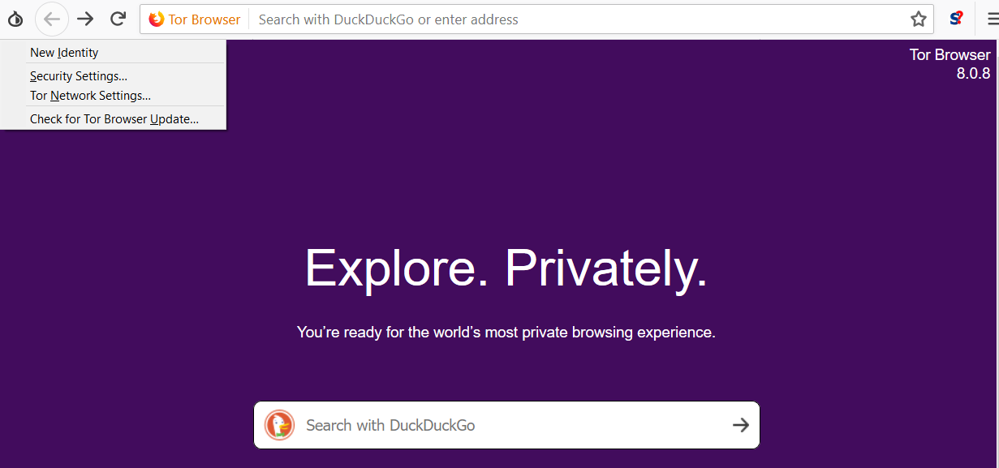 Tor Browser
Search with DuckDuckGo or enter address
S?
New Identity
Security Settings...
Tor Network Settings...
Check for Tor Browser Update...
Tor Browser
8.0.8
Explore. Privately.
You’re ready for the world’s most private browsing experience.
Search with DuckDuckGo